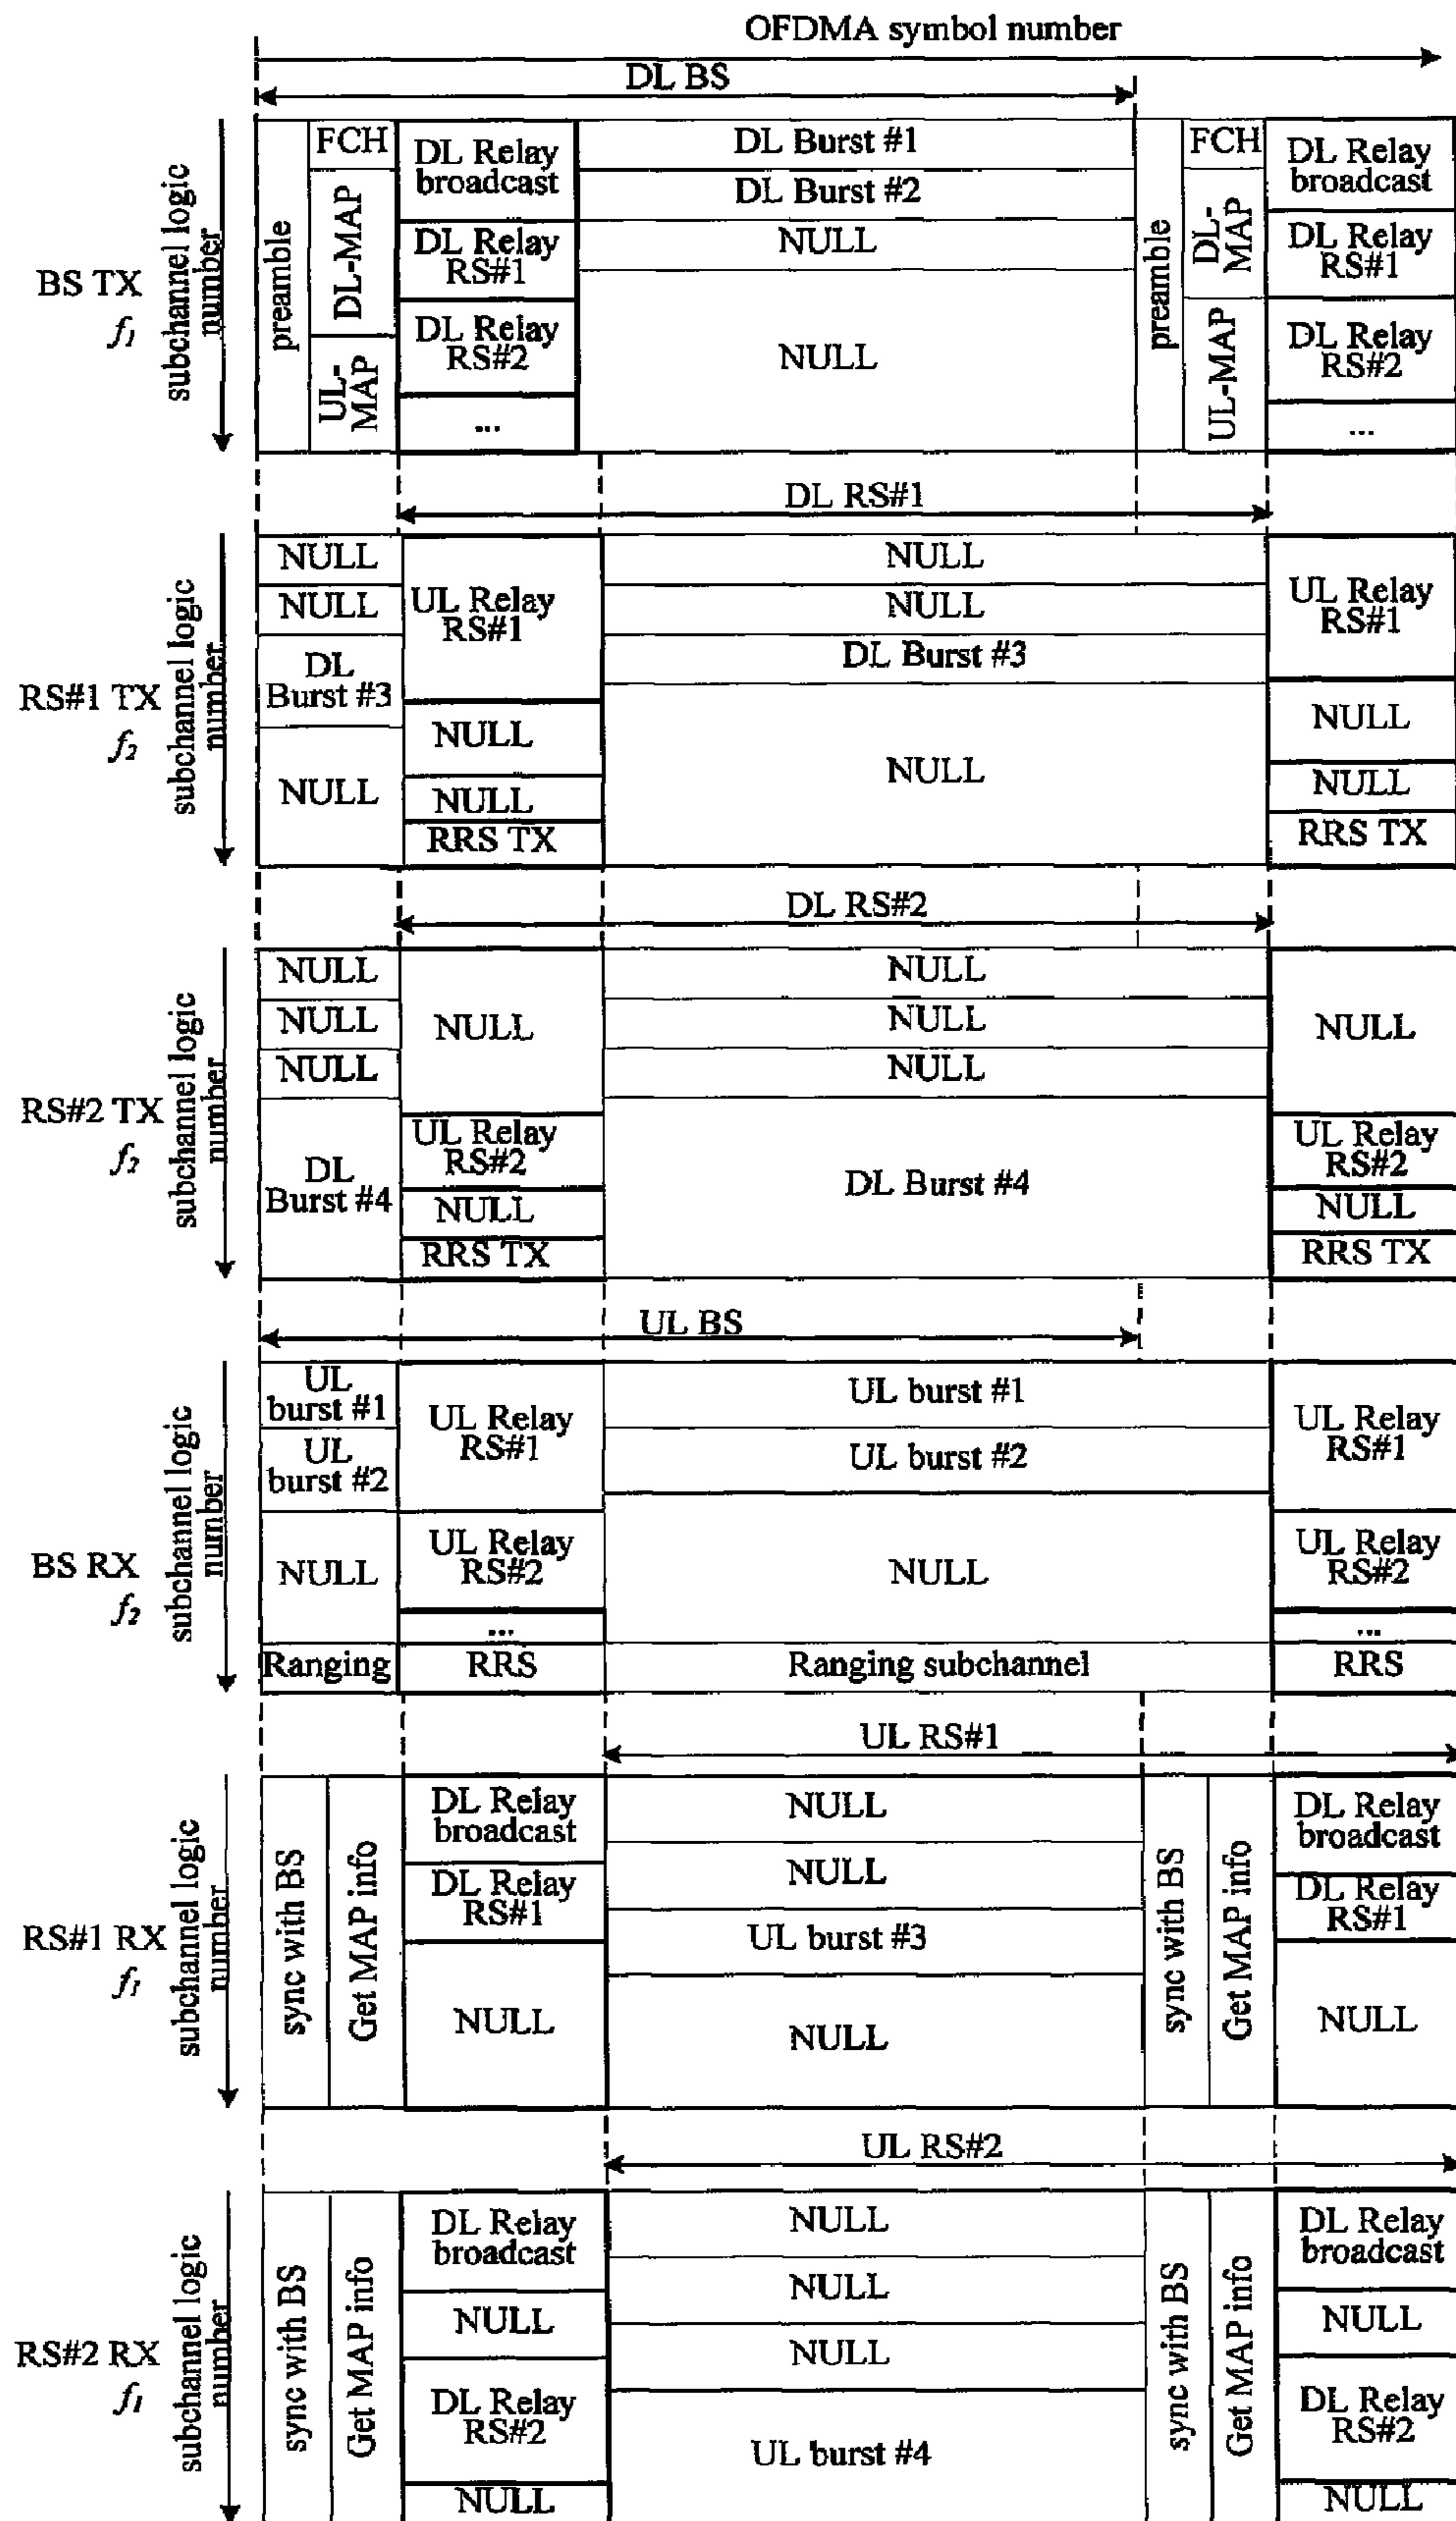 OFDMA symbol number
DL BS
BS TX
f1
subchannel logic
number
preamble
FCH
DL-MAP
UL-
MAP
DL Relay
broadcast
DL Relay
RS#1
DL Relay
RS#2
...
DL Burst #1
DL Burst #2
NULL
NULL
preamble
FCH
DL-
MAP
UL-MAP
DL Relay
broadcast
DL Relay
RS#1
DL Relay
RS#2
...
DL RS#1
RS#1 TX
f2
subchannel logic
number
NULL
NULL
DL
Burst #3
NULL
UL Relay
RS#1
NULL
NULL
RRS TX
NULL
NULL
DL Burst #3
NULL
UL Relay
RS#1
NULL
NULL
RRS TX
DL RS#2
RS#2 TX
f2
subchannel logic
number
NULL
NULL
NULL
DL
Burst #4
NULL
UL Relay
RS#2
NULL
RRS TX
NULL
NULL
NULL
DL Burst #4
NULL
UL Relay
RS#2
NULL
RRS TX
UL BS
BS RX
f2
subchannel logic
number
UL
burst #1
UL
burst #2
NULL
Ranging
UL Relay
RS#1
UL Relay
RS#2
...
RRS
UL burst #1
UL burst #2
NULL
Ranging subchannel
UL Relay
RS#1
UL Relay
RS#2
...
RRS
UL RS#1
RS#1 RX
f1
subchannel logic
number
sync with BS
Get MAP info
DL Relay
broadcast
DL Relay
RS#1
NULL
NULL
NULL
UL burst #3
NULL
sync with BS
Get MAP info
DL Relay
broadcast
DL Relay
RS#1
NULL
UL RS#2
RS#2 RX
f1
subchannel logic
number
sync with BS
Get MAP info
DL Relay
broadcast
NULL
DL Relay
RS#2
NULL
NULL
NULL
NULL
UL burst #4
sync with BS
Get MAP info
DL Relay
broadcast
NULL
DL Relay
RS#2
NULL